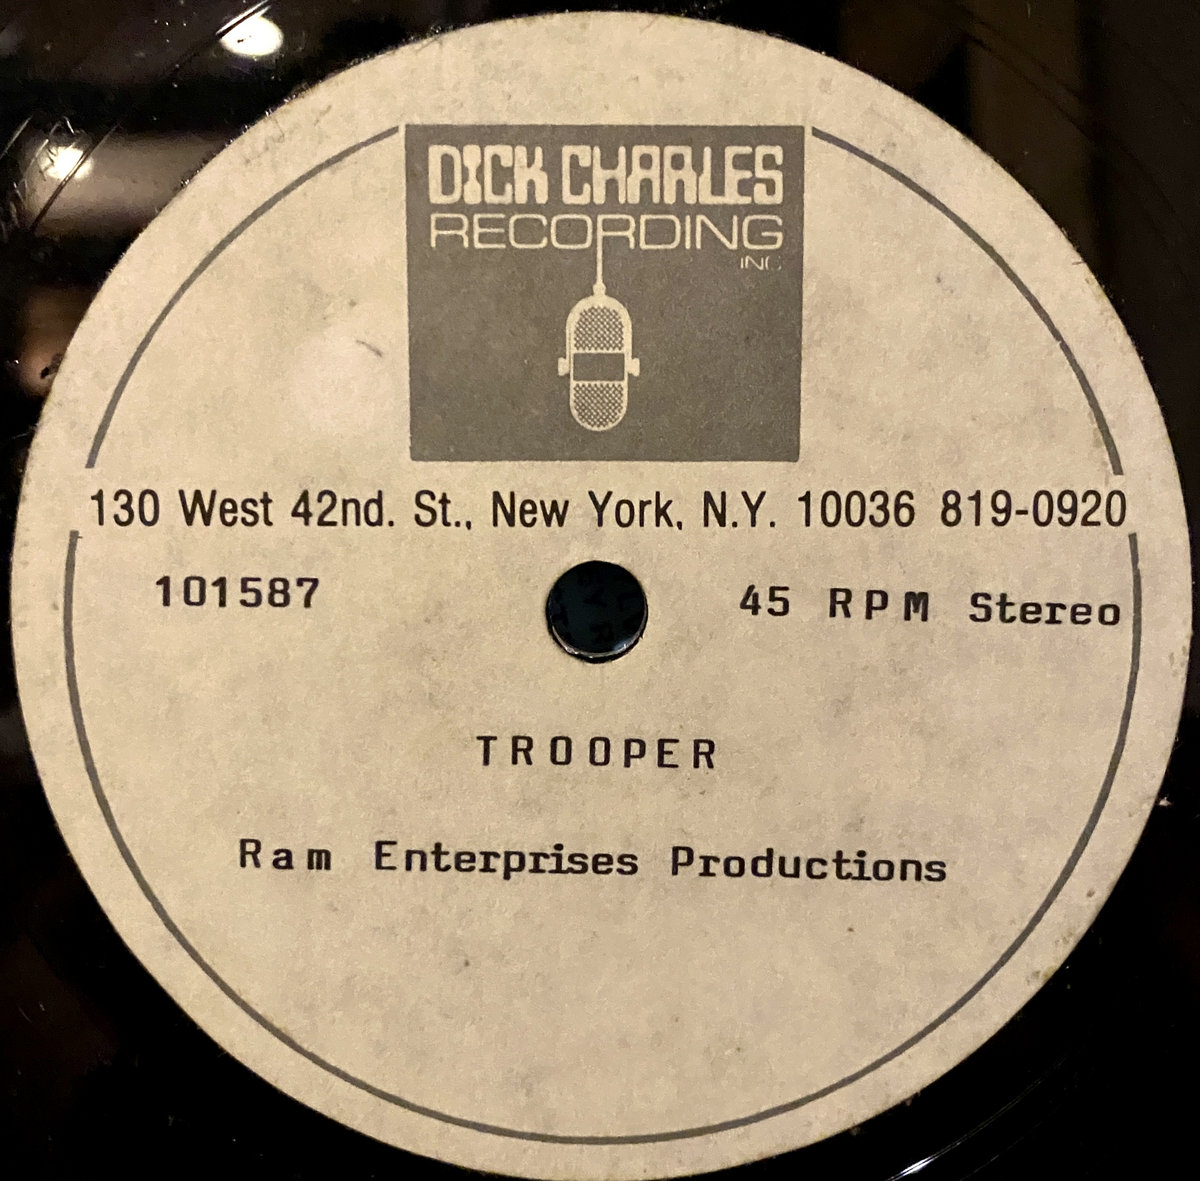 DICK CHARLES
RECORDING
INC.
130 West 42nd. St., New York, N.Y. 10036 819-0920
101587 45 RPM Stereo
TROOPER
Ram Enterprises Productions